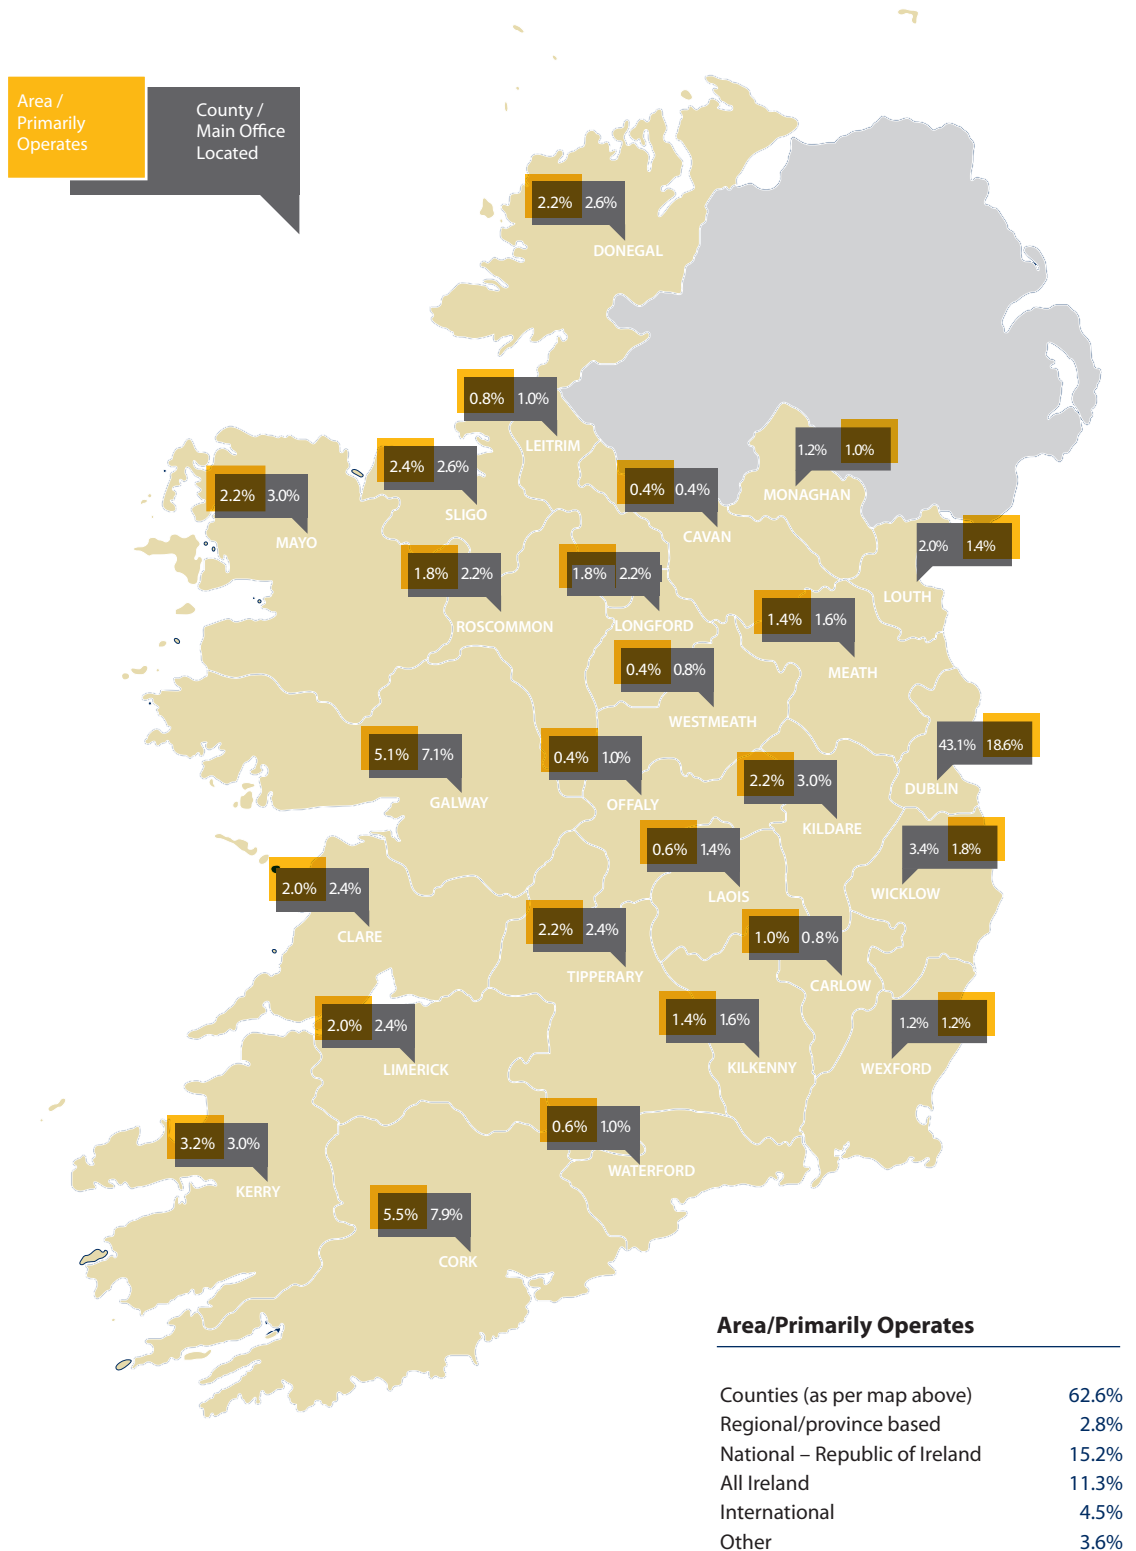 Area /
Primarily
Operates
County /
Main Office
Located
2.2% 2.6%
DONEGAL
0.8% 1.0%
LEITRIM
1.2% 1.0%
MONAGHAN
2.4% 2.6%
SLIGO
2.2% 3.0%
MAYO
0.4% 0.4%
CAVAN
2.0% 1.4%
LOUTH
1.8% 2.2%
ROSCOMMON
1.8% 2.2%
LONGFORD
1.4% 1.6%
MEATH
0.4% 0.8%
WESTMEATH
5.1% 7.1%
GALWAY
0.4% 1.0%
OFFALY
43.1% 18.6%
DUBLIN
2.2% 3.0%
KILDARE
0.6% 1.4%
LAOIS
3.4% 1.8%
WICKLOW
2.0% 2.4%
CLARE
2.2% 2.4%
TIPPERARY
1.0% 0.8%
CARLOW
2.0% 2.4%
LIMERICK
1.4% 1.6%
KILKENNY
1.2% 1.2%
WEXFORD
3.2% 3.0%
KERRY
0.6% 1.0%
WATERFORD
5.5% 7.9%
CORK
Area/Primarily Operates
Counties (as per map above) 62.6%
Regional/province based 2.8%
National – Republic of Ireland 15.2%
All Ireland 11.3%
International 4.5%
Other 3.6%